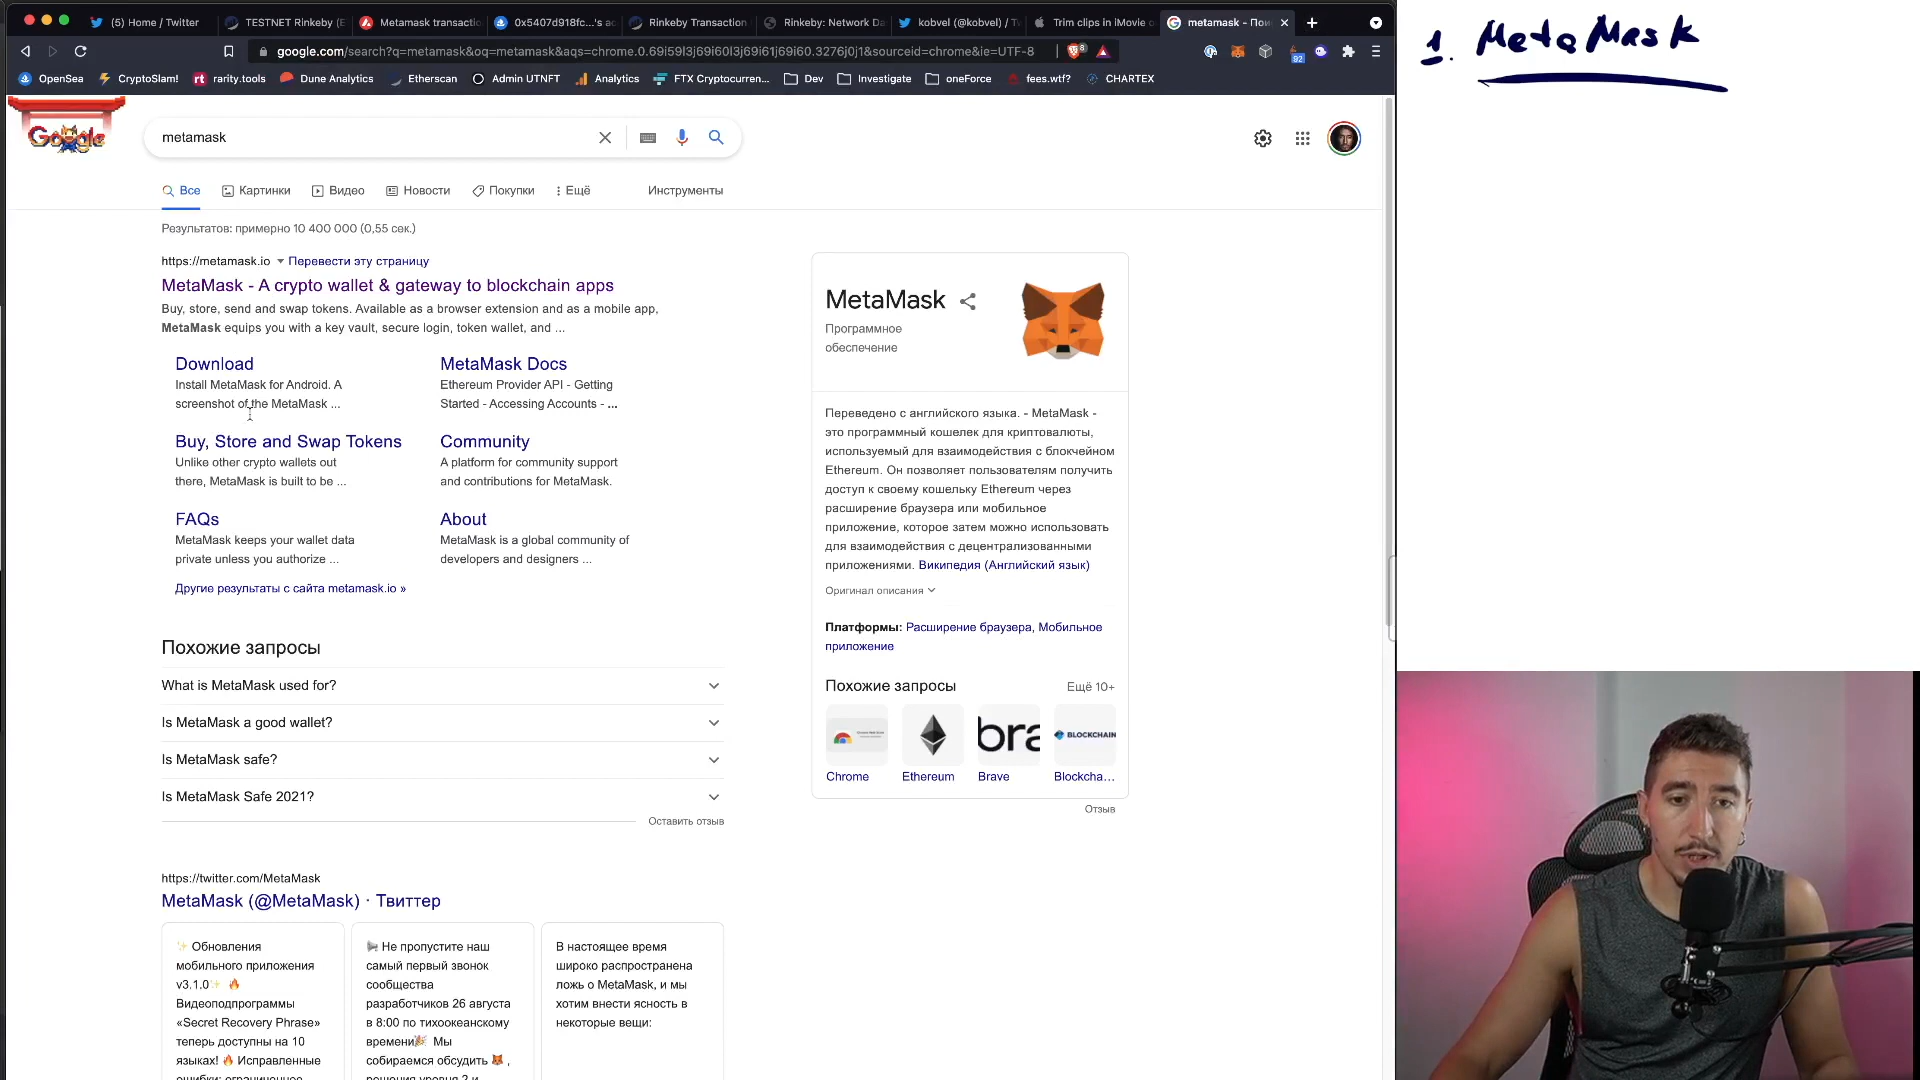 (5) Home / Twitter
TESTNET Rinkeby (E
Metamask transactio
0x5407d918fc...'s ac
Rinkeby Transaction
Rinkeby: Network Da
kobvel (@kobvel) / Tw
Trim clips in iMovie o
metamask - Пои
google.com/search?q=metamask&oq=metamask&aqs=chrome.0.69i59l3j69i60l3j69i61j69i60.3276j0j1&sourceid=chrome&ie=UTF-8
8
92
OpenSea
CryptoSlam!
rt rarity.tools
Dune Analytics
Etherscan
Admin UTNFT
Analytics
FTX Cryptocurren...
Dev
Investigate
oneForce
fees.wtf?
CHARTEX
1. MetaMask
Google
metamask
Все
Картинки
Видео
Новости
Покупки
Ещё
Инструменты
Результатов: примерно 10 400 000 (0,55 сек.)
https://metamask.io Перевести эту страницу
MetaMask - A crypto wallet & gateway to blockchain apps
Buy, store, send and swap tokens. Available as a browser extension and as a mobile app,
MetaMask equips you with a key vault, secure login, token wallet, and ...
Download
Install MetaMask for Android. A
screenshot of the MetaMask ...
MetaMask Docs
Ethereum Provider API - Getting
Started - Accessing Accounts - ...
Buy, Store and Swap Tokens
Unlike other crypto wallets out
there, MetaMask is built to be ...
Community
A platform for community support
and contributions for MetaMask.
FAQs
MetaMask keeps your wallet data
private unless you authorize ...
About
MetaMask is a global community of
developers and designers ...
Другие результаты с сайта metamask.io »
Похожие запросы
What is MetaMask used for?
Is MetaMask a good wallet?
Is MetaMask safe?
Is MetaMask Safe 2021?
Оставить отзыв
https://twitter.com/MetaMask
MetaMask (@MetaMask) · Твиттер
✨ Обновления
мобильного приложения
v3.1.0✨ 🔥
Видеоподпрограммы
«Secret Recovery Phrase»
теперь доступны на 10
языках! 🔥 Исправленные
ошибки: ограниченное
Не пропустите наш
самый первый звонок
сообщества
разработчиков 26 августа
в 8:00 по тихоокеанскому
времени🎉 Мы
собираемся обсудить 🦊 ,
решения уровня 2 и
В настоящее время
широко распространена
ложь о MetaMask, и мы
хотим внести ясность в
некоторые вещи:
MetaMask
Программное
обеспечение
Переведено с английского языка. - MetaMask -
это программный кошелек для криптовалюты,
используемый для взаимодействия с блокчейном
Ethereum. Он позволяет пользователям получить
доступ к своему кошельку Ethereum через
расширение браузера или мобильное
приложение, которое затем можно использовать
для взаимодействия с децентрализованными
приложениями. Википедия (Английский язык)
Оригинал описания
Платформы: Расширение браузера, Мобильное
приложение
Похожие запросы
Ещё 10+
bra
BLOCKCHAIN
Chrome
Ethereum
Brave
Blockcha...
Отзыв